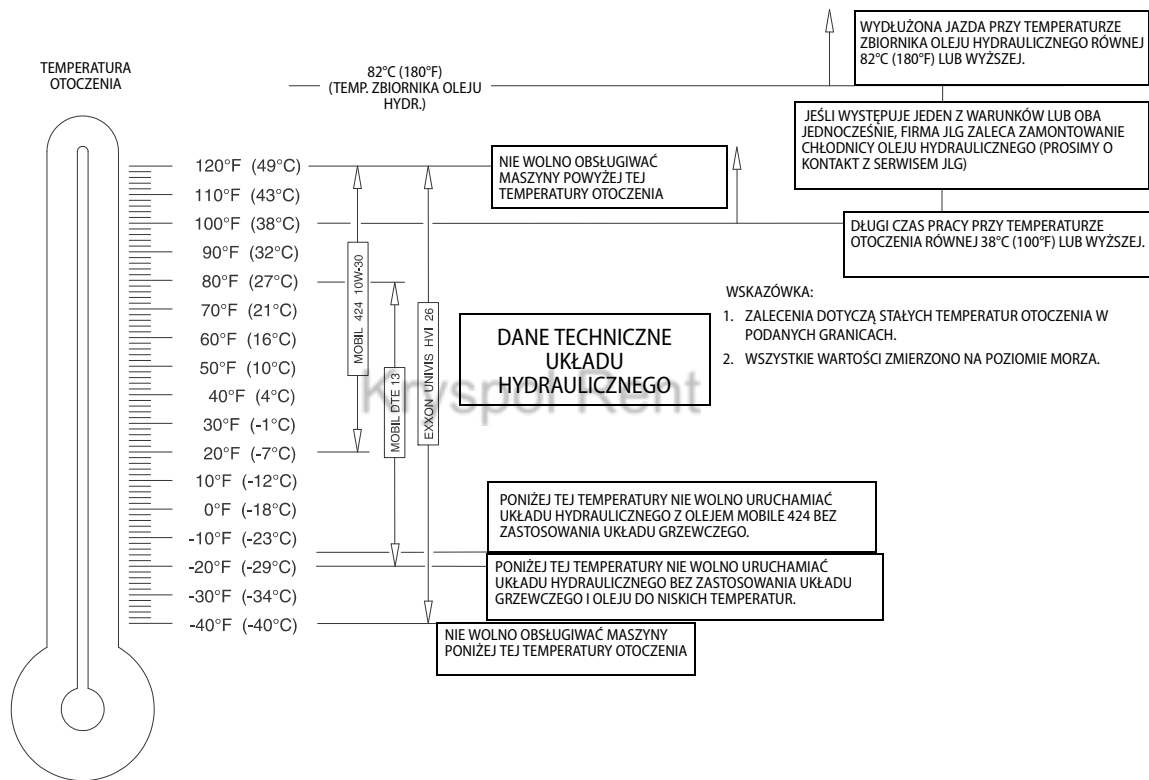 TEMPERATURA
OTOCZENIA
82°C (180°F)
(TEMP. ZBIORNIKA OLEJU
HYDR.)
WYDŁUŻONA JAZDA PRZY TEMPERATURZE
ZBIORNIKA OLEJU HYDRAULICZNEGO RÓWNEJ
82°C (180°F) LUB WYŻSZEJ.
JEŚLI WYSTĘPUJE JEDEN Z WARUNKÓW LUB OBA
JEDNOCZEŚNIE, FIRMA JLG ZALECA ZAMONTOWANIE
CHŁODNICY OLEJU HYDRAULICZNEGO (PROSIMY O
KONTAKT Z SERWISEM JLG)
DŁUGI CZAS PRACY PRZY TEMPERATURZE
OTOCZENIA RÓWNEJ 38°C (100°F) LUB WYŻSZEJ.
NIE WOLNO OBSŁUGIWAĆ
MASZYNY POWYŻEJ TEJ
TEMPERATURY OTOCZENIA
120°F (49°C)
110°F (43°C)
100°F (38°C)
90°F (32°C)
80°F (27°C)
70°F (21°C)
60°F (16°C)
50°F (10°C)
40°F (4°C)
30°F (-1°C)
20°F (-7°C)
10°F (-12°C)
0°F (-18°C)
-10°F (-23°C)
-20°F (-29°C)
-30°F (-34°C)
-40°F (-40°C)
MOBIL 424 10W-30
MOBIL DTE 13
EXXON UNIVIS HVI 26
DANE TECHNICZNE
UKŁADU
HYDRAULICZNEGO
Kryspol Rent
WSKAZÓWKA:
1. ZALECENIA DOTYCZĄ STAŁYCH TEMPERATUR OTOCZENIA W
PODANYCH GRANICACH.
2. WSZYSTKIE WARTOŚCI ZMIERZONO NA POZIOMIE MORZA.
PONIŻEJ TEJ TEMPERATURY NIE WOLNO URUCHAMIAĆ
UKŁADU HYDRAULICZNEGO Z OLEJEM MOBILE 424 BEZ
ZASTOSOWANIA UKŁADU GRZEWCZEGO.
PONIŻEJ TEJ TEMPERATURY NIE WOLNO URUCHAMIAĆ
UKŁADU HYDRAULICZNEGO BEZ ZASTOSOWANIA UKŁADU
GRZEWCZEGO I OLEJU DO NISKICH TEMPERATUR.
NIE WOLNO OBSŁUGIWAĆ MASZYNY
PONIŻEJ TEJ TEMPERATURY OTOCZENIA